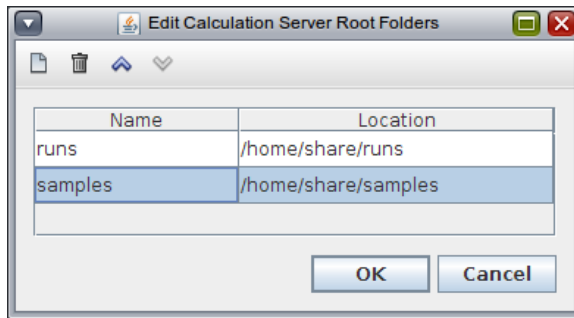 Edit Calculation Server Root Folders
Name Location
runs /home/share/runs
samples /home/share/samples
OK Cancel